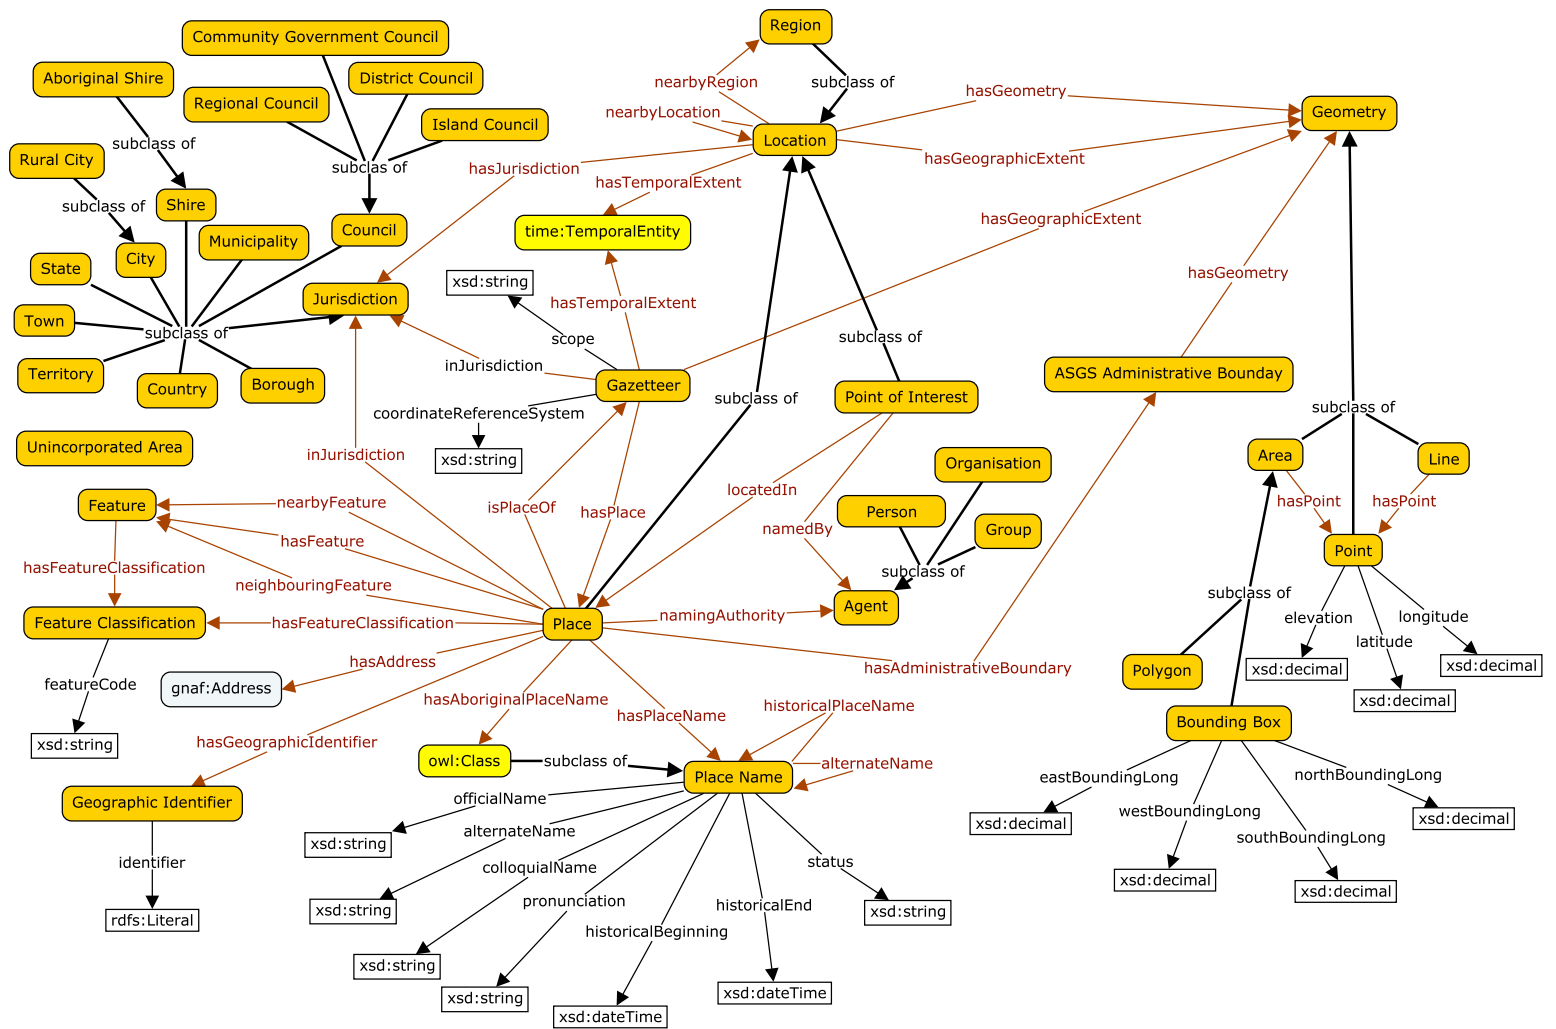 Region
Community Government Council
Aboriginal Shire
District Council
subclass of
nearbyRegion
hasGeometry
Regional Council
Geometry
nearbyLocation
Island Council
subclass of
Location
Rural City
hasGeographicExtent
subclas of
hasJurisdiction
hasTemporalExtent
subclass of
Shire
hasGeographicExtent
Council
time:TemporalEntity
Municipality
City
State
hasGeometry
xsd:string
Jurisdiction
hasTemporalExtent
Town
subclass of
scope
subclass of
inJurisdiction
Territory
ASGS Administrative Bounday
Country
Borough
Gazetteer
Point of Interest
subclass of
subclass of
coordinateReferenceSystem
Unincorporated Area
inJurisdiction
Area
Line
xsd:string
Organisation
locatedIn
nearbyFeature
hasPoint
hasPoint
Feature
isPlaceOf
hasPlace
Person
namedBy
Group
hasFeature
Point
hasFeatureClassification
subclass of
neighbouringFeature
subclass of
Agent
elevation
longitude
Feature Classification
hasFeatureClassification
Place
namingAuthority
latitude
hasAddress
hasAdministrativeBoundary
xsd:decimal
xsd:decimal
Polygon
featureCode
gnaf:Address
hasAboriginalPlaceName
xsd:decimal
historicalPlaceName
hasPlaceName
Bounding Box
xsd:string
hasGeographicIdentifier
owl:Class
subclass of
Place Name
alternateName
eastBoundingLong
northBoundingLong
Geographic Identifier
officialName
westBoundingLong
xsd:decimal
xsd:decimal
alternateName
southBoundingLong
xsd:string
identifier
colloquialName
status
xsd:decimal
xsd:decimal
pronunciation
historicalEnd
xsd:string
xsd:string
rdfs:Literal
historicalBeginning
xsd:string
xsd:string
xsd:dateTime
xsd:dateTime